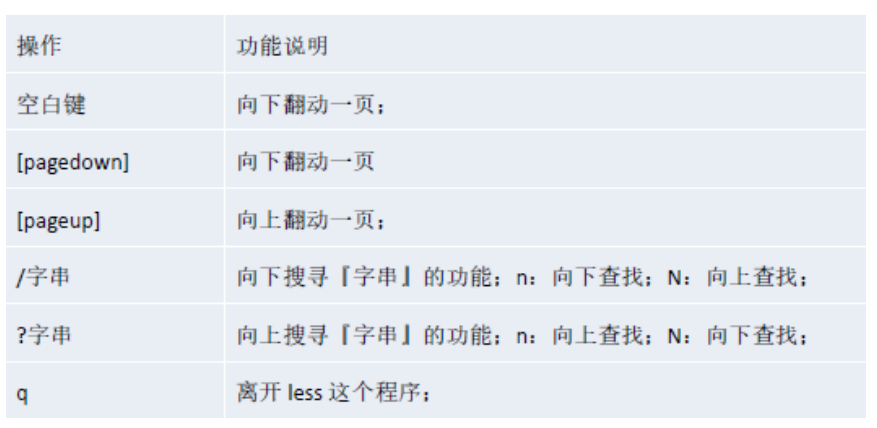 操作 功能说明
空白键 向下翻动一页；
[pagedown] 向下翻动一页
[pageup] 向上翻动一页；
/字串 向下搜寻『字串』的功能；n：向下查找；N：向上查找；
?字串 向上搜寻『字串』的功能；n：向上查找；N：向下查找；
q 离开 less 这个程序；